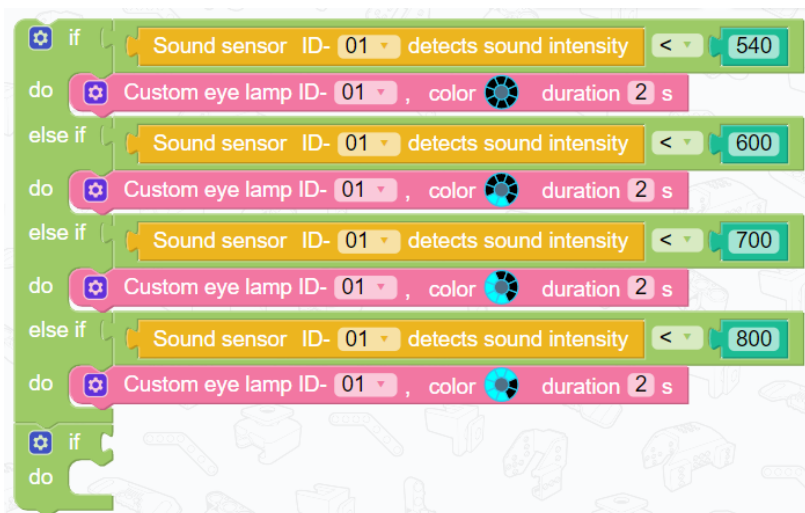 if Sound sensor ID- 01 detects sound intensity < 540
do Custom eye lamp ID- 01 , color duration 2 s
else if Sound sensor ID- 01 detects sound intensity < 600
do Custom eye lamp ID- 01 , color duration 2 s
else if Sound sensor ID- 01 detects sound intensity < 700
do Custom eye lamp ID- 01 , color duration 2 s
else if Sound sensor ID- 01 detects sound intensity < 800
do Custom eye lamp ID- 01 , color duration 2 s
if
do